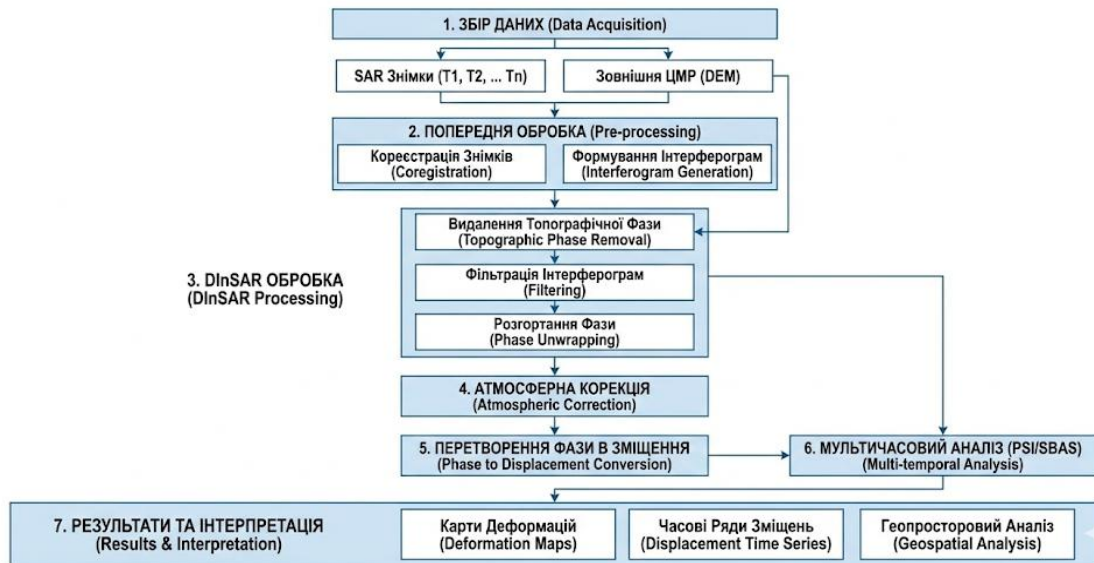 1. ЗБІР ДАНИХ (Data Acquisition)
SAR Знімки (T1, T2, ... Tn)
Зовнішня ЦМР (DEM)
2. ПОПЕРЕДНЯ ОБРОБКА (Pre-processing)
Кореєстрація Знімків
(Coregistration)
Формування Інтерферограм
(Interferogram Generation)
3. DInSAR ОБРОБКА
(DInSAR Processing)
Видалення Топографічної Фази
(Topographic Phase Removal)
Фільтрація Інтерферограм
(Filtering)
Розгортання Фази
(Phase Unwrapping)
4. АТМОСФЕРНА КОРЕКЦІЯ
(Atmospheric Correction)
5. ПЕРЕТВОРЕННЯ ФАЗИ В ЗМІЩЕННЯ
(Phase to Displacement Conversion)
6. МУЛЬТИЧАСОВИЙ АНАЛІЗ (PSI/SBAS)
(Multi-temporal Analysis)
7. РЕЗУЛЬТАТИ ТА ІНТЕРПРЕТАЦІЯ
(Results & Interpretation)
Карти Деформацій
(Deformation Maps)
Часові Ряди Зміщень
(Displacement Time Series)
Геопросторовий Аналіз
(Geospatial Analysis)